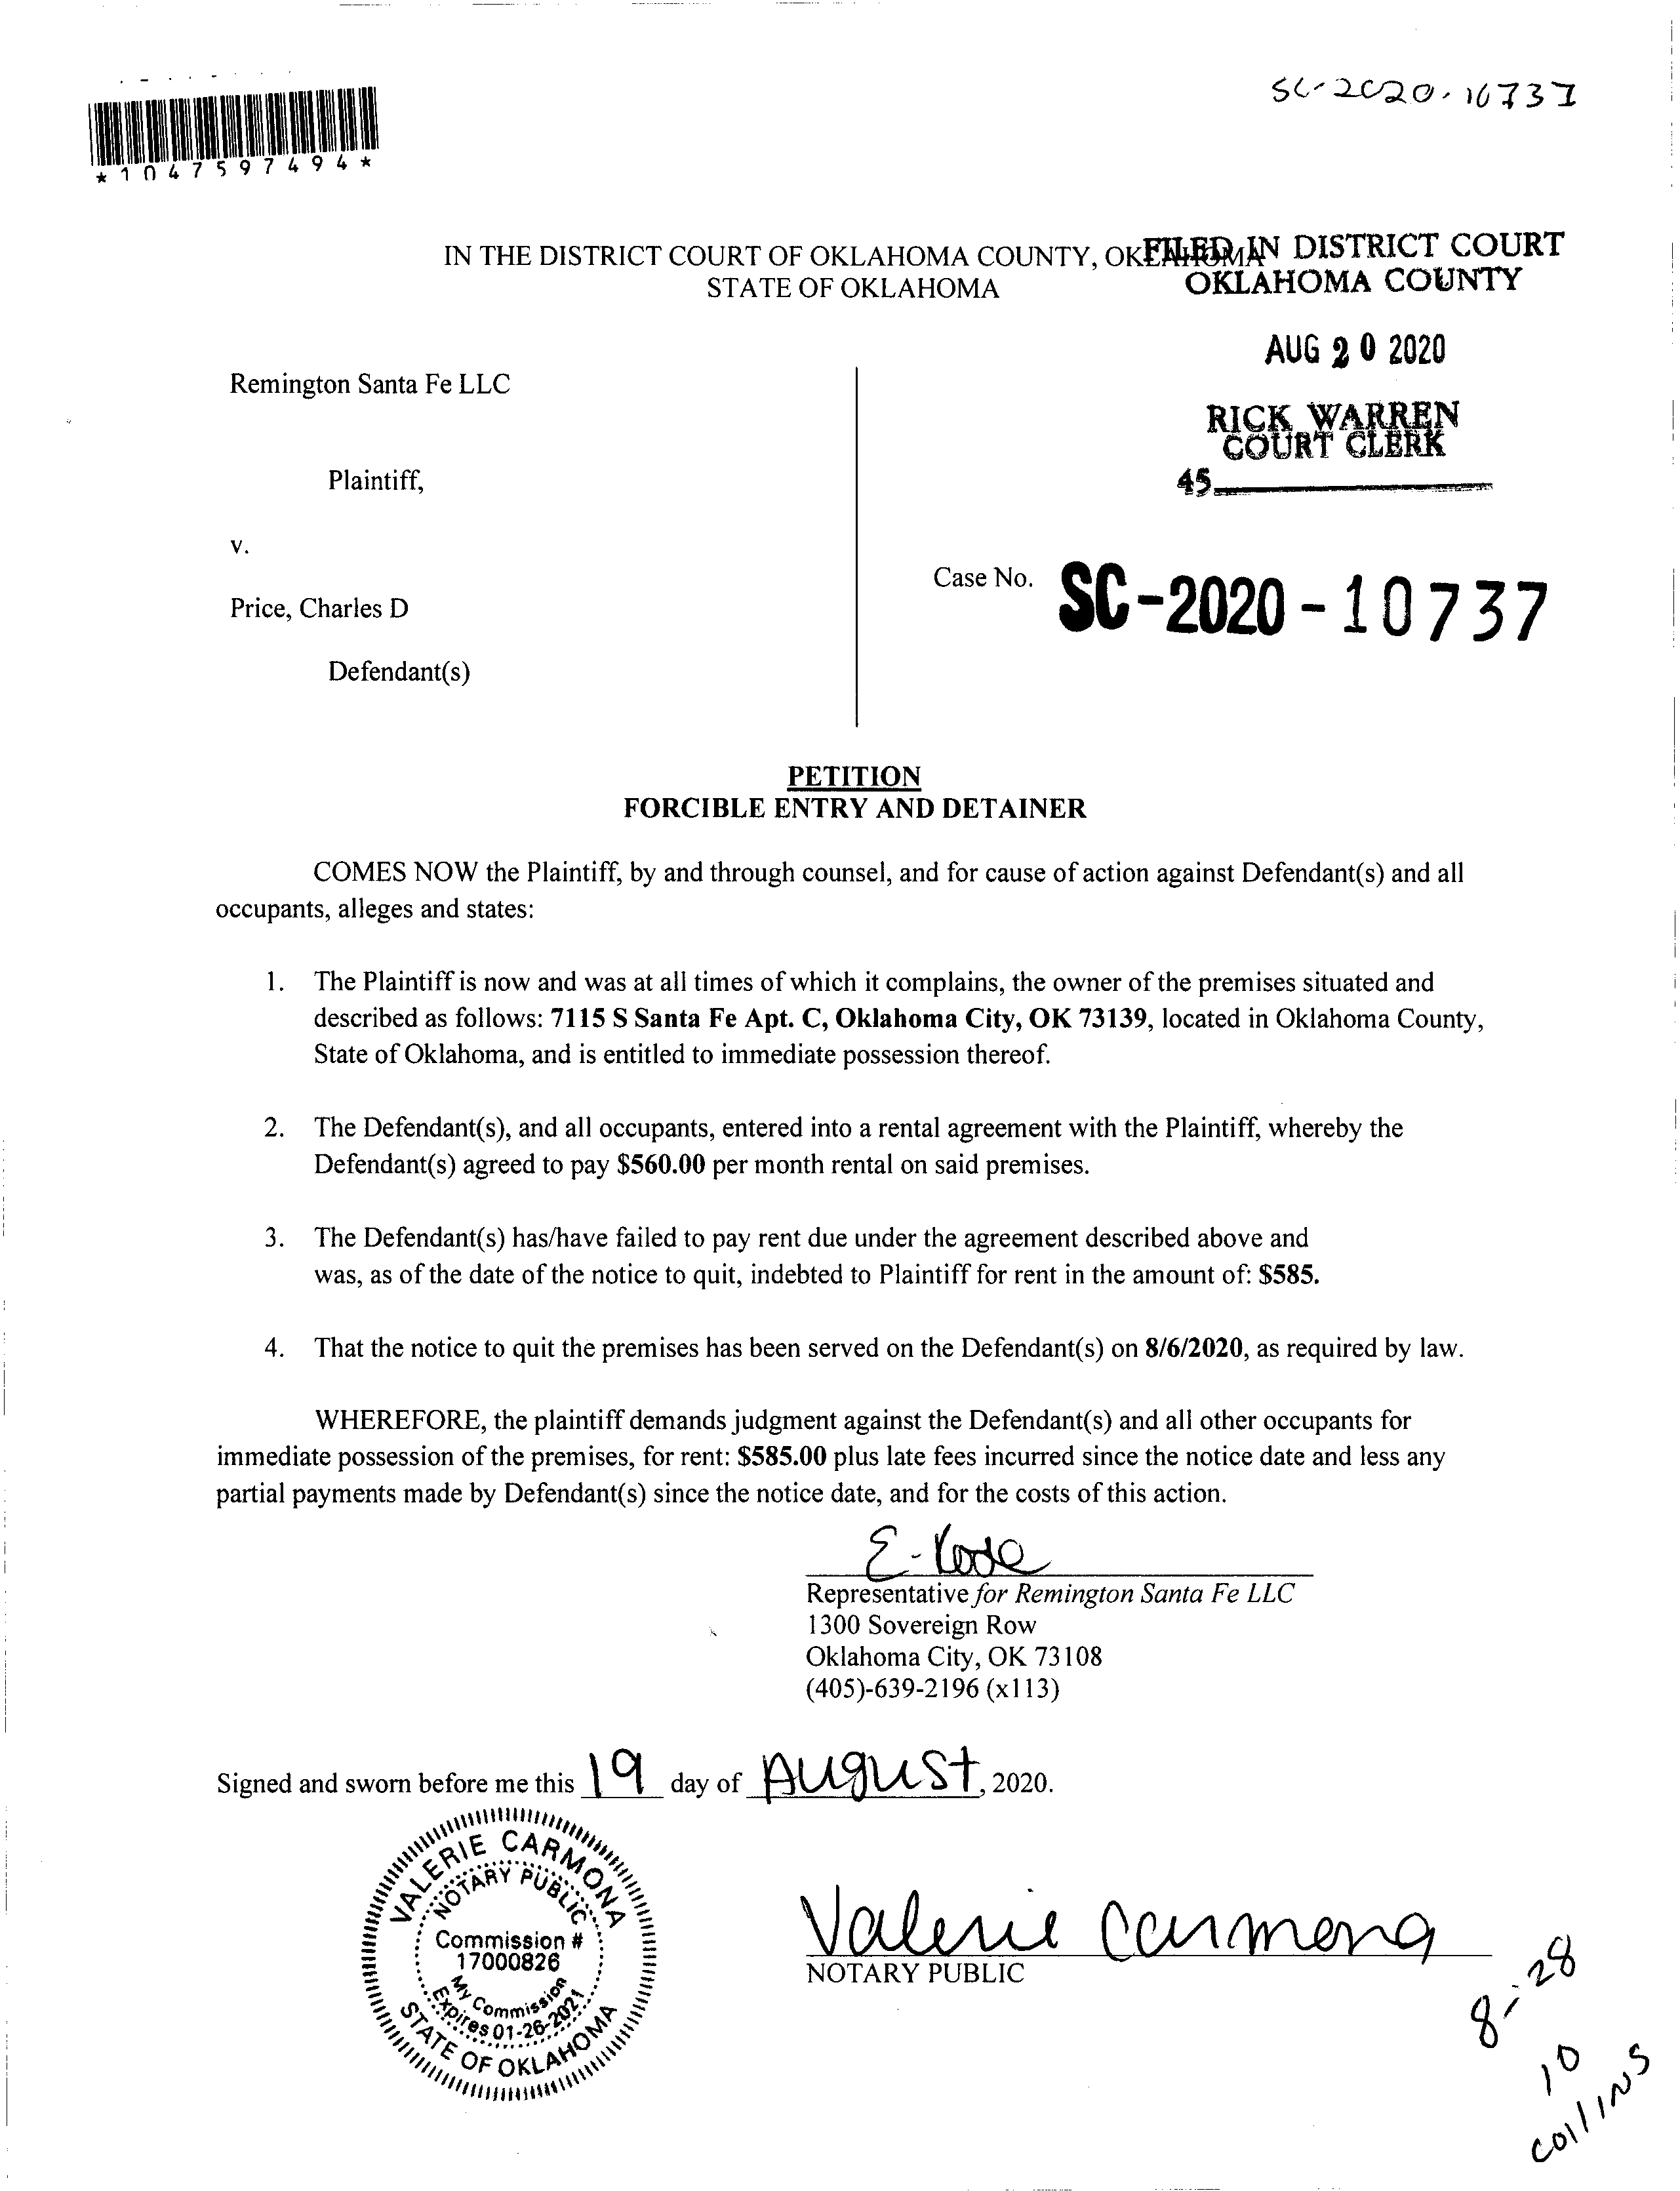 SC-2020-10737
*1047597494*
IN THE DISTRICT COURT OF OKLAHOMA COUNTY, OKLAHOMA
STATE OF OKLAHOMA
FILED IN DISTRICT COURT
OKLAHOMA COUNTY
AUG 20 2020
RICK WARREN
COURT CLERK
45
Remington Santa Fe LLC
Plaintiff,
v.
Case No. SC-2020-10737
Price, Charles D
Defendant(s)
PETITION
FORCIBLE ENTRY AND DETAINER
COMES NOW the Plaintiff, by and through counsel, and for cause of action against Defendant(s) and all
occupants, alleges and states:
1. The Plaintiff is now and was at all times of which it complains, the owner of the premises situated and
described as follows: 7115 S Santa Fe Apt. C, Oklahoma City, OK 73139, located in Oklahoma County,
State of Oklahoma, and is entitled to immediate possession thereof.
2. The Defendant(s), and all occupants, entered into a rental agreement with the Plaintiff, whereby the
Defendant(s) agreed to pay $560.00 per month rental on said premises.
3. The Defendant(s) has/have failed to pay rent due under the agreement described above and
was, as of the date of the notice to quit, indebted to Plaintiff for rent in the amount of: $585.
4. That the notice to quit the premises has been served on the Defendant(s) on 8/6/2020, as required by law.
WHEREFORE, the plaintiff demands judgment against the Defendant(s) and all other occupants for
immediate possession of the premises, for rent: $585.00 plus late fees incurred since the notice date and less any
partial payments made by Defendant(s) since the notice date, and for the costs of this action.
Representative for Remington Santa Fe LLC
1300 Sovereign Row
Oklahoma City, OK 73108
(405)-639-2196 (x113)
Signed and sworn before me this 19 day of August, 2020.
VALERIE CARMONA
NOTARY PUBLIC
Commission #
17000826
My Commission
Expires 01-26-2021
STATE OF OKLAHOMA
Valerie Carmona
NOTARY PUBLIC
8-28
10
Collins